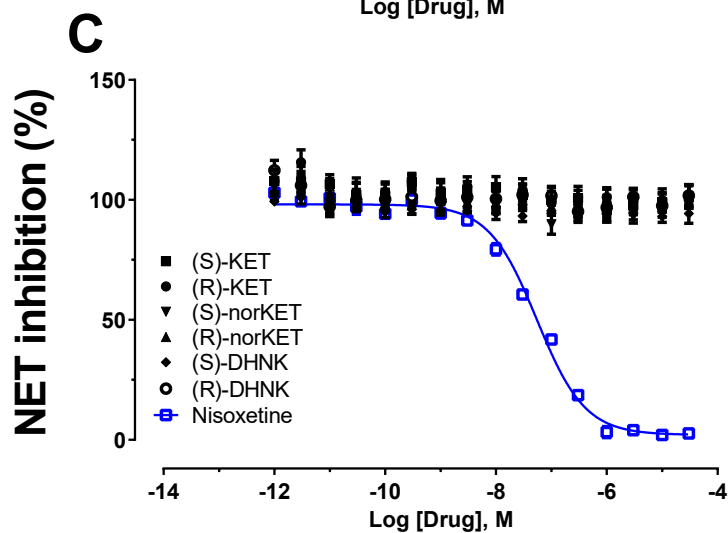 Log [Drug], M
C
NET inhibition (%)
150
100
50
0
(S)-KET
(R)-KET
(S)-norKET
(R)-norKET
(S)-DHNK
(R)-DHNK
Nisoxetine
-14
-12
-10
-8
-6
-4
Log [Drug], M